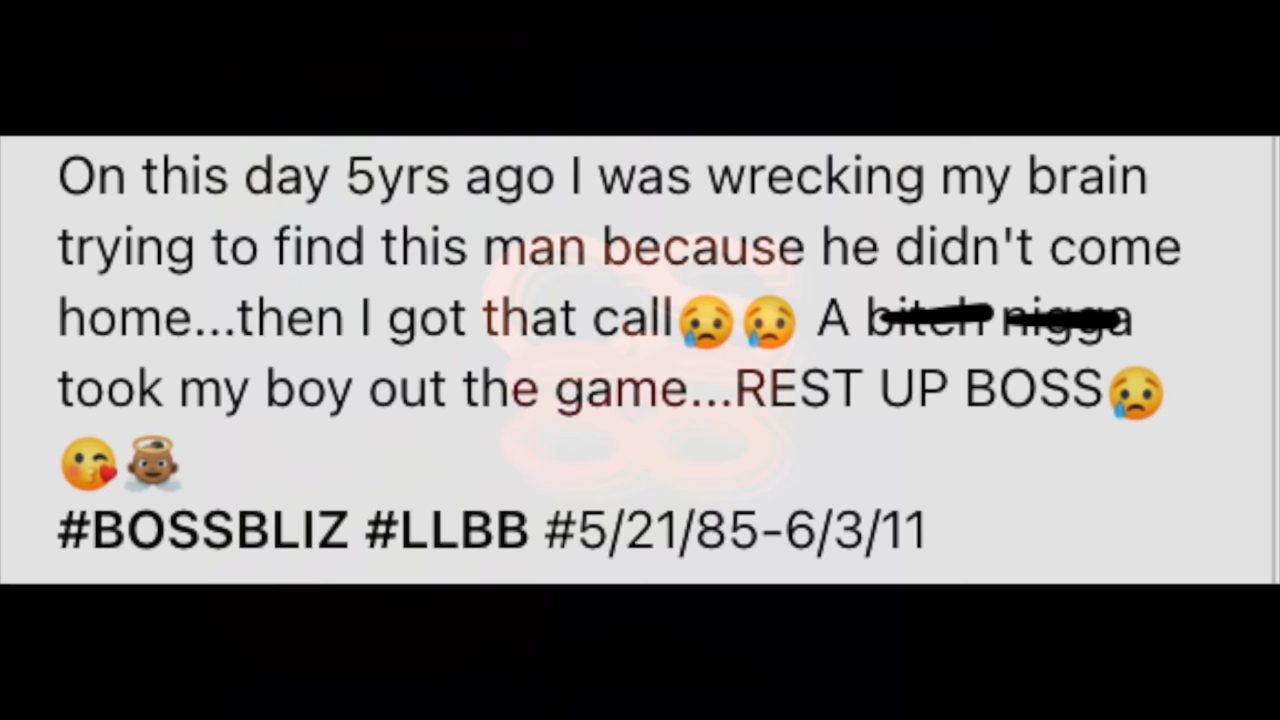 On this day 5yrs ago I was wrecking my brain
trying to find this man because he didn't come
home...then I got that call😢😢 A bitch nigga
took my boy out the game...REST UP BOSS😢
😘👼🏾
#BOSSBLIZ #LLBB #5/21/85-6/3/11